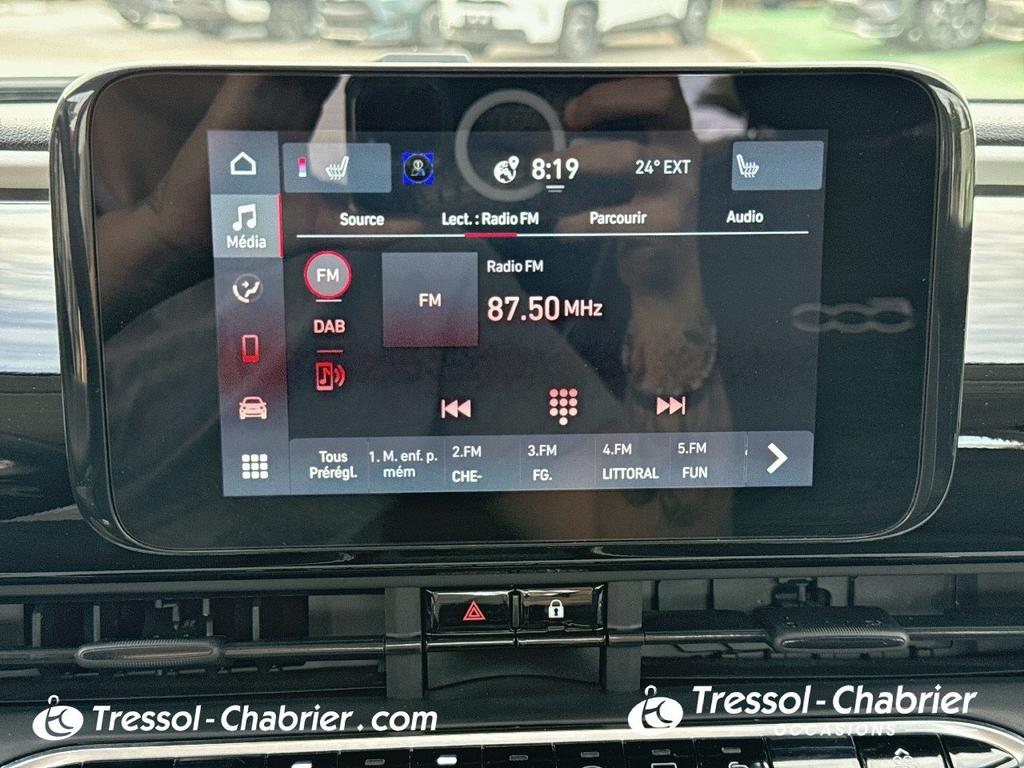 8:19
24° EXT
Média
Source
Lect. : Radio FM
Parcourir
Audio
FM
DAB
FM
Radio FM
87.50 MHz
Tous
Prérégl.
1. M. enf. p.
mém
2.FM
CHE-
3.FM
FG.
4.FM
LITTORAL
5.FM
FUN
500
Tressol-Chabrier.com
Tressol-Chabrier
OCCASIONS